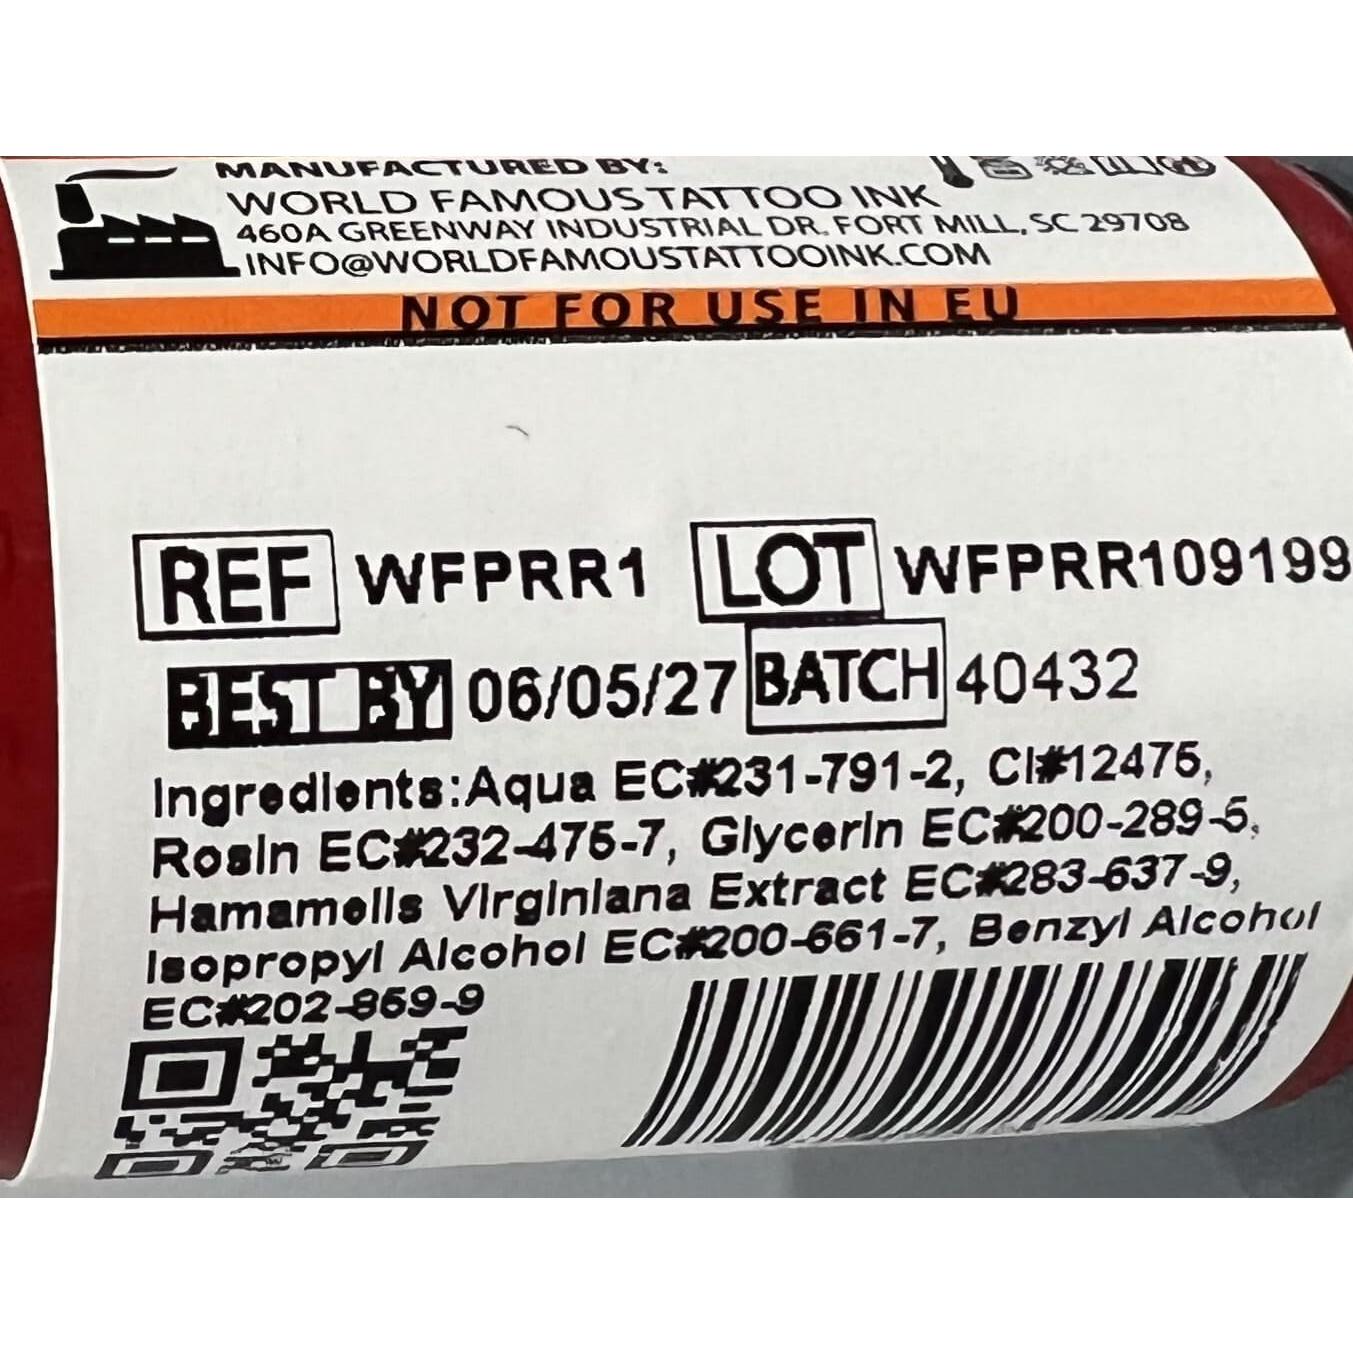 MANUFACTURED BY:
WORLD FAMOUS TATTOO INK
460A GREENWAY INDUSTRIAL DR. FORT MILL, SC 29708
INFO@WORLDFAMOUSTATTOOINK.COM
NOT FOR USE IN EU
REF WFPRR1 LOT WFPRR109199
BEST BY 06/05/27 BATCH 40432
Ingredients:Aqua EC#231-791-2, CI#12475,
Rosin EC#232-475-7, Glycerin EC#200-289-5,
Hamamelis Virginiana Extract EC#283-637-9,
Isopropyl Alcohol EC#200-661-7, Benzyl Alcohol
EC#202-859-9